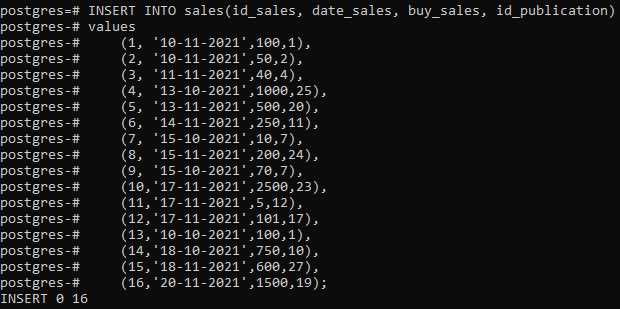 postgres=# INSERT INTO sales(id_sales, date_sales, buy_sales, id_publication)
postgres-# values
postgres-#     (1, '10-11-2021',100,1),
postgres-#     (2, '10-11-2021',50,2),
postgres-#     (3, '11-11-2021',40,4),
postgres-#     (4, '13-10-2021',1000,25),
postgres-#     (5, '13-11-2021',500,20),
postgres-#     (6, '14-11-2021',250,11),
postgres-#     (7, '15-10-2021',10,7),
postgres-#     (8, '15-11-2021',200,24),
postgres-#     (9, '15-10-2021',70,7),
postgres-#     (10,'17-11-2021',2500,23),
postgres-#     (11,'17-11-2021',5,12),
postgres-#     (12,'17-11-2021',101,17),
postgres-#     (13,'10-10-2021',100,1),
postgres-#     (14,'18-10-2021',750,10),
postgres-#     (15,'18-11-2021',600,27),
postgres-#     (16,'20-11-2021',1500,19);
INSERT 0 16